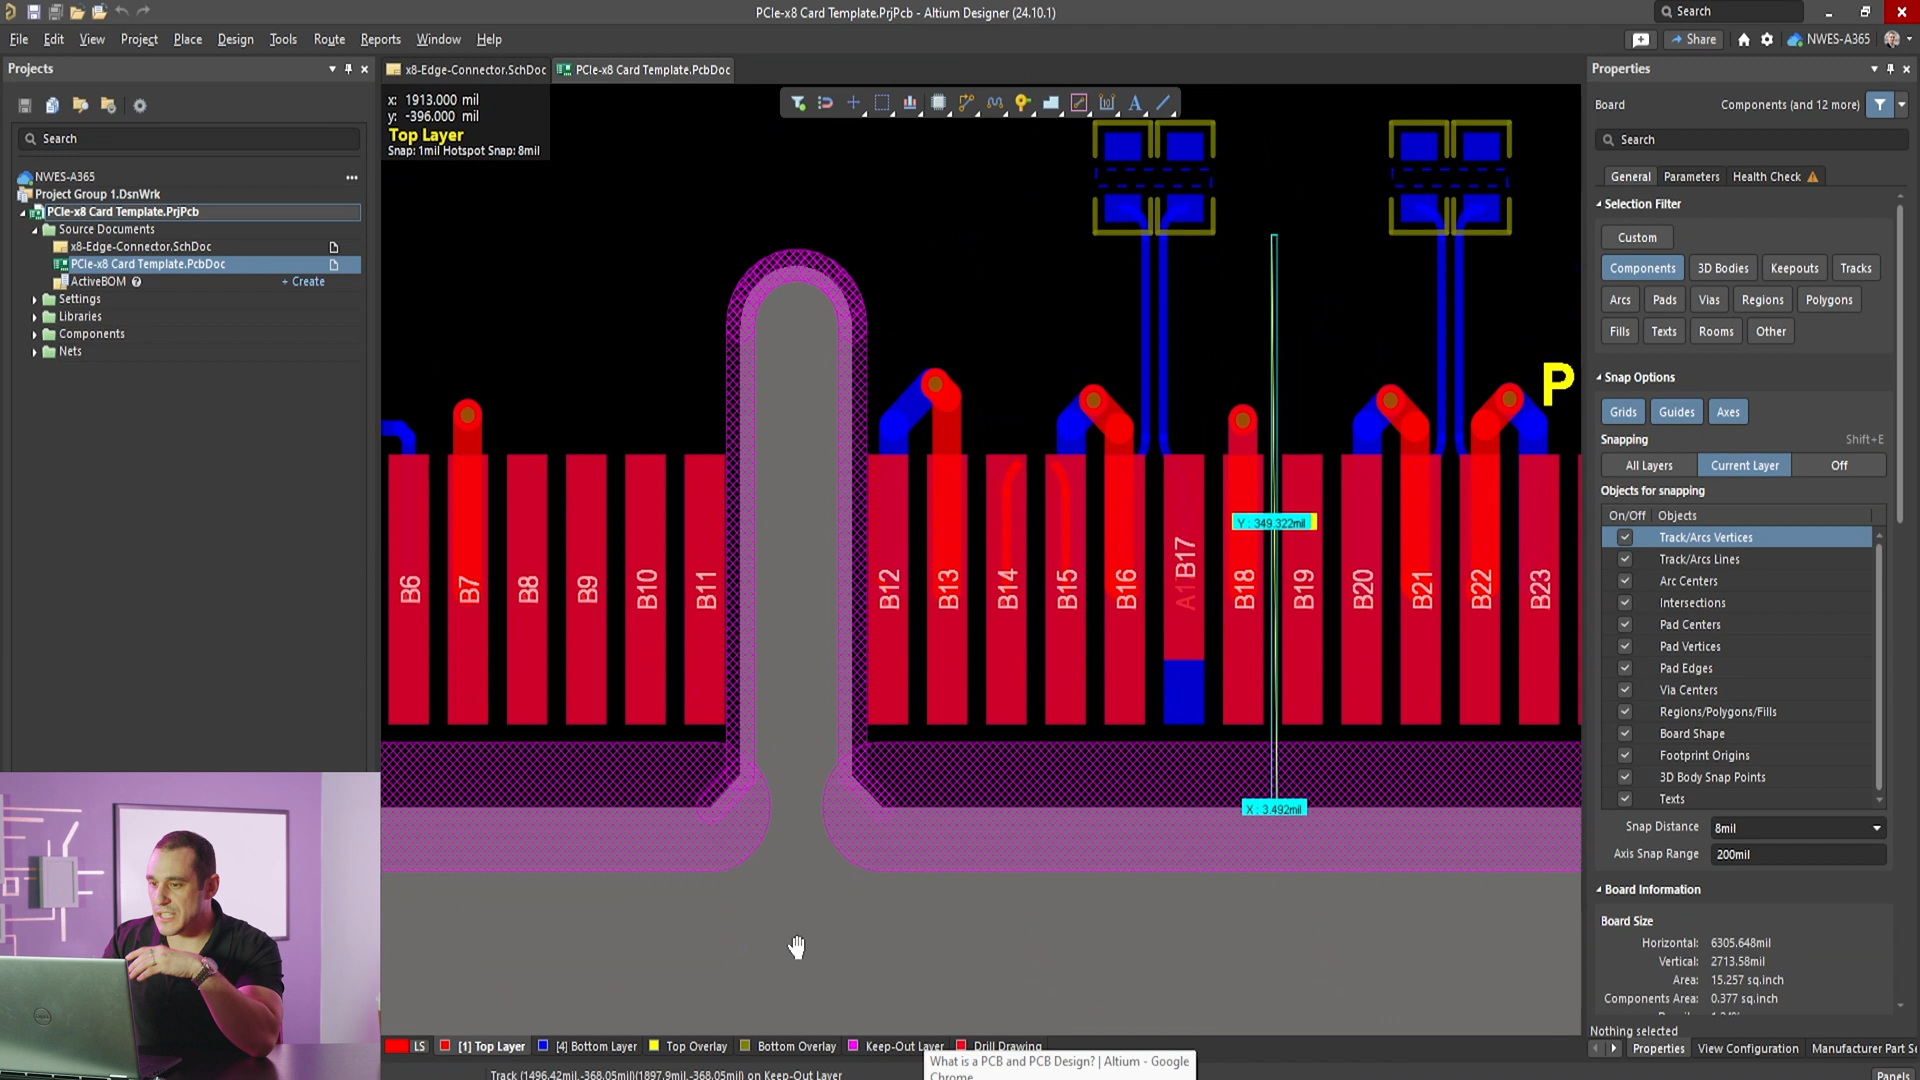 PCIe-x8 Card Template.PrjPcb - Altium Designer (24.10.1)
Search
File Edit View Project Place Design Tools Route Reports Window Help
Share
NWES-A365
Projects
Search
NWES-A365
Project Group 1.DsnWrk
PCIe-x8 Card Template.PrjPcb
Source Documents
x8-Edge-Connector.SchDoc
PCIe-x8 Card Template.PcbDoc
ActiveBOM
+ Create
Settings
Libraries
Components
Nets
x8-Edge-Connector.SchDoc
PCIe-x8 Card Template.PcbDoc
x: 1913.000 mil
y: -396.000 mil
Top Layer
Snap: 1mil Hotspot Snap: 8mil
P
Y : 349.322mil
B6 B7 B8 B9 B10 B11 B12 B13 B14 B15 B16 B17 B18 B19 B20 B21 B22 B23
X : 3.492mil
LS
[1] Top Layer
[4] Bottom Layer
Top Overlay
Bottom Overlay
Keep-Out Layer
Drill Drawing
What is a PCB and PCB Design? | Altium - Google
Chrome
Track (1496.42mil,-368.05mil)(1897.9mil,-368.05mil) on Keep-Out Layer
Properties
Board
Components (and 12 more)
Search
General
Parameters
Health Check
Selection Filter
Custom
Components 3D Bodies Keepouts Tracks
Arcs Pads Vias Regions Polygons
Fills Texts Rooms Other
Snap Options
Grids Guides Axes
Snapping
Shift+E
All Layers Current Layer Off
Objects for snapping
On/Off Objects
Track/Arcs Vertices
Track/Arcs Lines
Arc Centers
Intersections
Pad Centers
Pad Vertices
Pad Edges
Via Centers
Regions/Polygons/Fills
Board Shape
Footprint Origins
3D Body Snap Points
Texts
Snap Distance 8mil
Axis Snap Range 200mil
Board Information
Board Size
Horizontal: 6305.648mil
Vertical: 2713.58mil
Area: 15.257 sq.inch
Components Area: 0.377 sq.inch
Nothing selected
Properties View Configuration Manufacturer Part Se
Panels